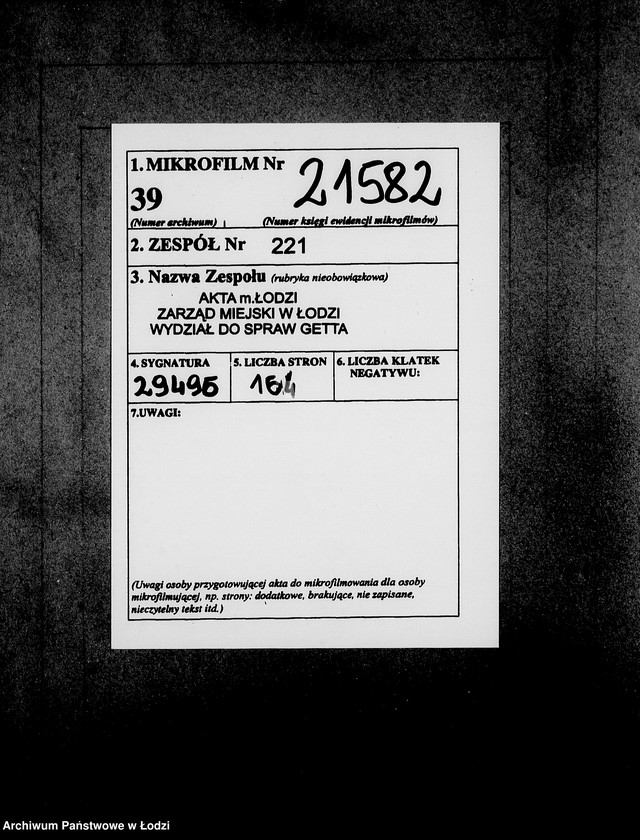 1. MIKROFILM Nr 21582
39
(Numer archiwum) (Numer księgi ewidencji mikrofilmów)
2. ZESPÓŁ Nr 221
3. Nazwa Zespołu (rubryka nieobowiązkowa)
AKTA m.ŁODZI
ZARZĄD MIEJSKI W ŁODZI
WYDZIAŁ DO SPRAW GETTA
4. SYGNATURA 5. LICZBA STRON 6. LICZBA KLATEK
NEGATYWU:
29495
7.UWAGI:
(Uwagi osoby przygotowującej akta do mikrofilmowania dla osoby
mikrofilmującej, np. strony: dodatkowe, brakujące, nie zapisane,
nieczytelny tekst itd.)
Archiwum Państwowe w Łodzi